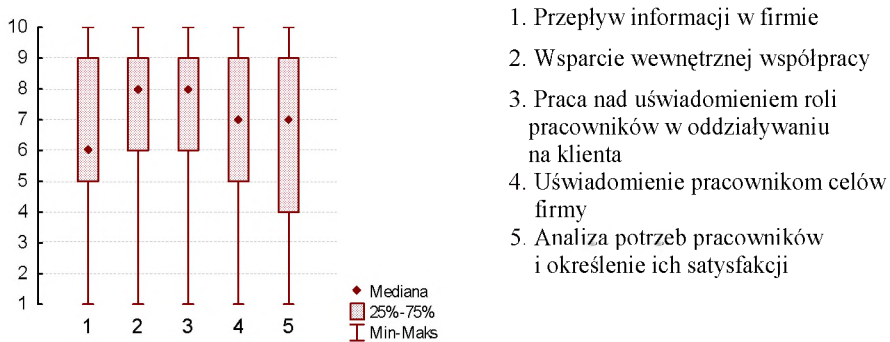 10
9
8
7
6
5
4
3
2
1
1 2 3 4 5
Mediana
25%-75%
Min-Maks
1. Przepływ informacji w firmie
2. Wsparcie wewnętrznej współpracy
3. Praca nad uświadomieniem roli
pracowników w oddziaływaniu
na klienta
4. Uświadomienie pracownikom celów
firmy
5. Analiza potrzeb pracowników
i określenie ich satysfakcji